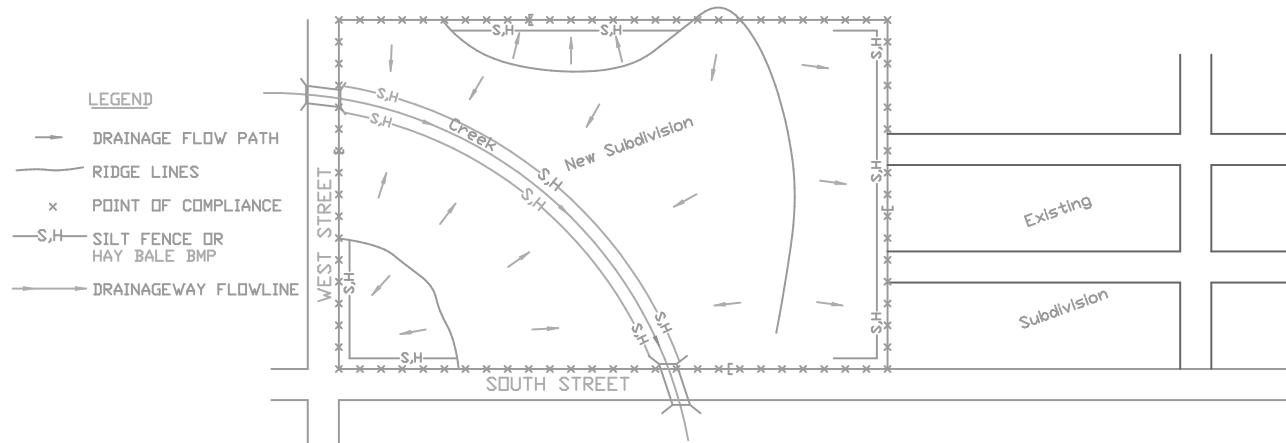 LEGEND
DRAINAGE FLOW PATH
RIDGE LINES
POINT OF COMPLIANCE
S,H
SILT FENCE OR
HAY BALE BMP
DRAINAGEWAY FLOWLINE
S,H
S,H
S,H
S,H
S,H
Creek
New Subdivision
S,H
S,H
S,H
WEST STREET
Existing
S,H
Subdivision
S,H
S,H
S,H
S,H
SOUTH STREET